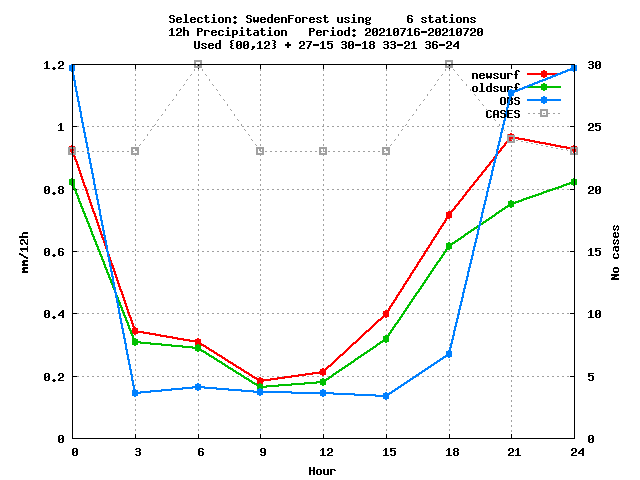 Selection: SwedenForest using     6 stations
12h Precipitation   Period: 20210716-20210720
Used {00,12} + 27-15 30-18 33-21 36-24
1.2
1
0.8
0.6
0.4
0.2
0
mm/12h
newsurf
oldsurf
OBS
CASES
30
25
20
15
10
5
0
No cases
0 3 6 9 12 15 18 21 24
Hour